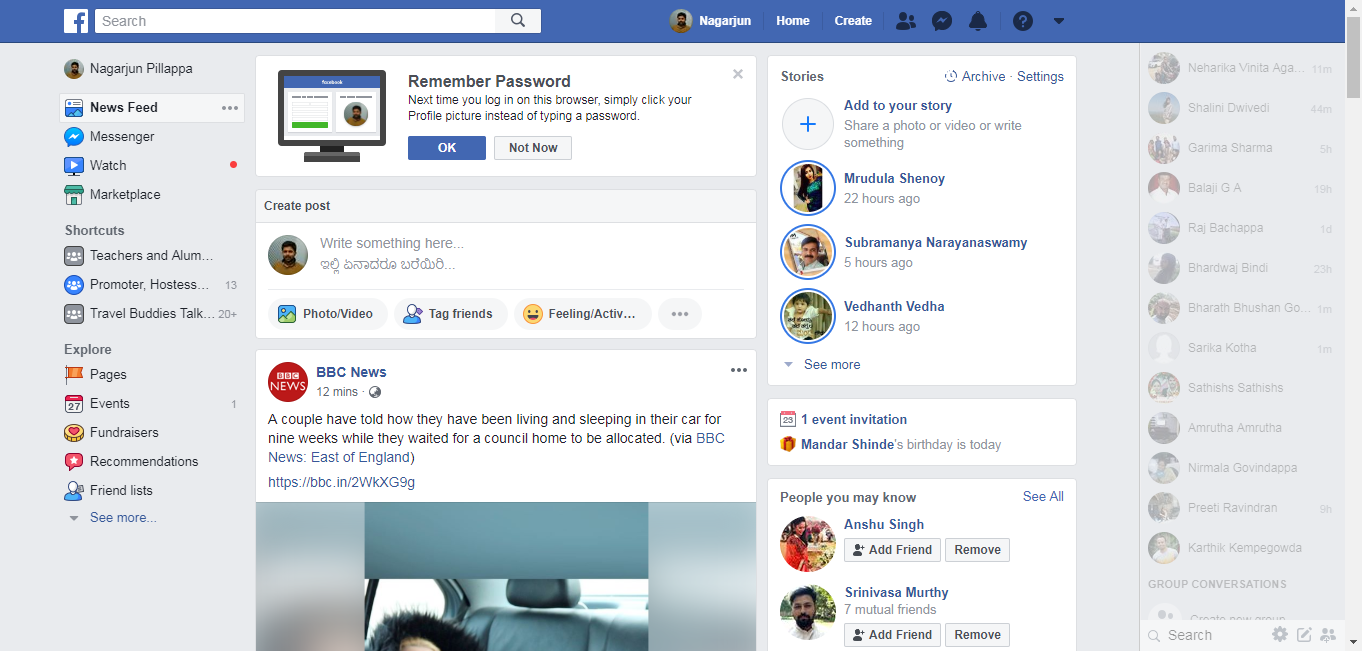 Search
Nagarjun
Home
Create
Nagarjun Pillappa
News Feed
Messenger
Watch
Marketplace
Shortcuts
Teachers and Alum...
Promoter, Hostess... 13
Travel Buddies Talk... 20+
Explore
Pages
Events 1
Fundraisers
Recommendations
Friend lists
See more...
facebook
Remember Password
Next time you log in on this browser, simply click your
Profile picture instead of typing a password.
OK
Not Now
Create post
Write something here...
ಇಲ್ಲಿ ಏನಾದರೂ ಬರೆಯಿರಿ...
Photo/Video
Tag friends
Feeling/Activ...
BBC NEWS
BBC News
12 mins ·
A couple have told how they have been living and sleeping in their car for
nine weeks while they waited for a council home to be allocated. (via BBC
News: East of England)
https://bbc.in/2WkXG9g
Stories
Archive · Settings
Add to your story
Share a photo or video or write
something
Mrudula Shenoy
22 hours ago
Subramanya Narayanaswamy
5 hours ago
Vedhanth Vedha
12 hours ago
See more
1 event invitation
Mandar Shinde's birthday is today
People you may know
See All
Anshu Singh
Add Friend
Remove
Srinivasa Murthy
7 mutual friends
Add Friend
Remove
Neharika Vinita Aga... 11m
Shalini Dwivedi 44m
Garima Sharma 5h
Balaji G A 19h
Raj Bachappa 1d
Bhardwaj Bindi 23h
Bharath Bhushan Go... 1m
Sarika Kotha 1m
Sathishs Sathishs
Amrutha Amrutha
Nirmala Govindappa
Preeti Ravindran 9h
Karthik Kempegowda
GROUP CONVERSATIONS
Create new group
Search